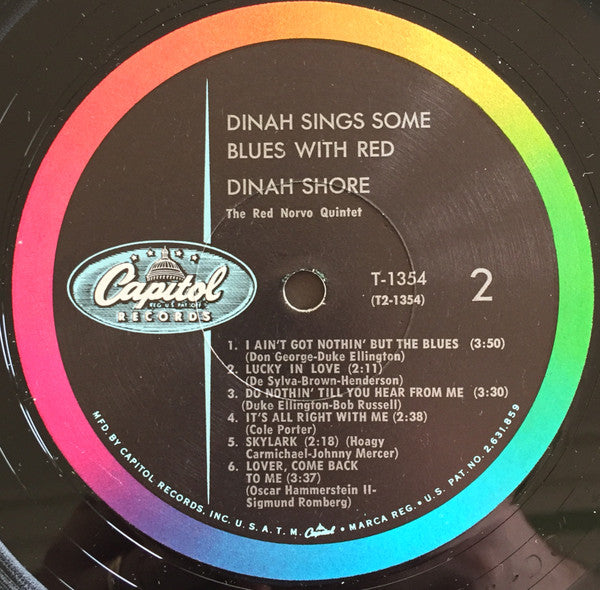 DINAH SINGS SOME
BLUES WITH RED
DINAH SHORE
The Red Norvo Quintet
Capitol
REG. U.S. PAT. OFF.
RECORDS
T-1354
(T2-1354)
2
1. I AIN'T GOT NOTHIN' BUT THE BLUES (3:50)
(Don George-Duke Ellington)
2. LUCKY IN LOVE (2:11)
(De Sylva-Brown-Henderson)
3. DO NOTHIN' TILL YOU HEAR FROM ME (3:30)
(Duke Ellington-Bob Russell)
4. IT'S ALL RIGHT WITH ME (2:38)
(Cole Porter)
5. SKYLARK (2:18) (Hoagy
Carmichael-Johnny Mercer)
6. LOVER, COME BACK
TO ME (3:37)
(Oscar Hammerstein II-
Sigmund Romberg)
MFD. BY CAPITOL RECORDS, INC. U.S.A. T.M. Capitol • MARCA REG. • U.S. PAT. NO. 2,631,859